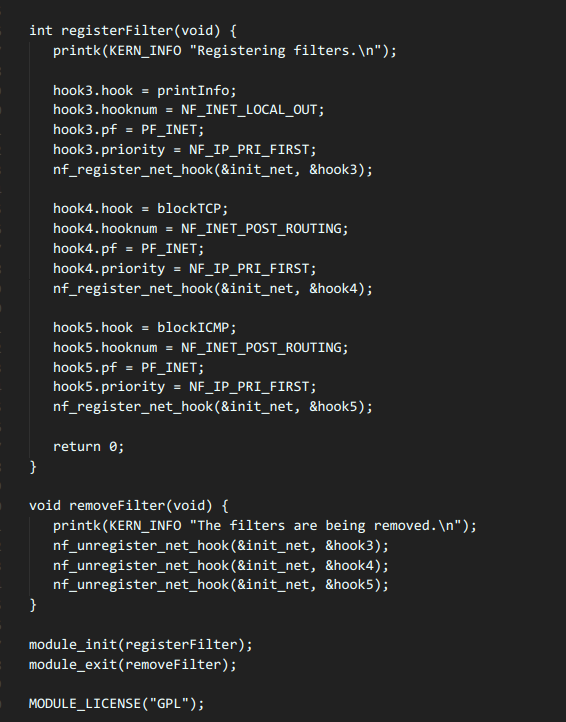 int registerFilter(void) {
   printk(KERN_INFO "Registering filters.\n");

   hook3.hook = printInfo;
   hook3.hooknum = NF_INET_LOCAL_OUT;
   hook3.pf = PF_INET;
   hook3.priority = NF_IP_PRI_FIRST;
   nf_register_net_hook(&init_net, &hook3);

   hook4.hook = blockTCP;
   hook4.hooknum = NF_INET_POST_ROUTING;
   hook4.pf = PF_INET;
   hook4.priority = NF_IP_PRI_FIRST;
   nf_register_net_hook(&init_net, &hook4);

   hook5.hook = blockICMP;
   hook5.hooknum = NF_INET_POST_ROUTING;
   hook5.pf = PF_INET;
   hook5.priority = NF_IP_PRI_FIRST;
   nf_register_net_hook(&init_net, &hook5);

   return 0;
}

void removeFilter(void) {
   printk(KERN_INFO "The filters are being removed.\n");
   nf_unregister_net_hook(&init_net, &hook3);
   nf_unregister_net_hook(&init_net, &hook4);
   nf_unregister_net_hook(&init_net, &hook5);
}

module_init(registerFilter);
module_exit(removeFilter);

MODULE_LICENSE("GPL");